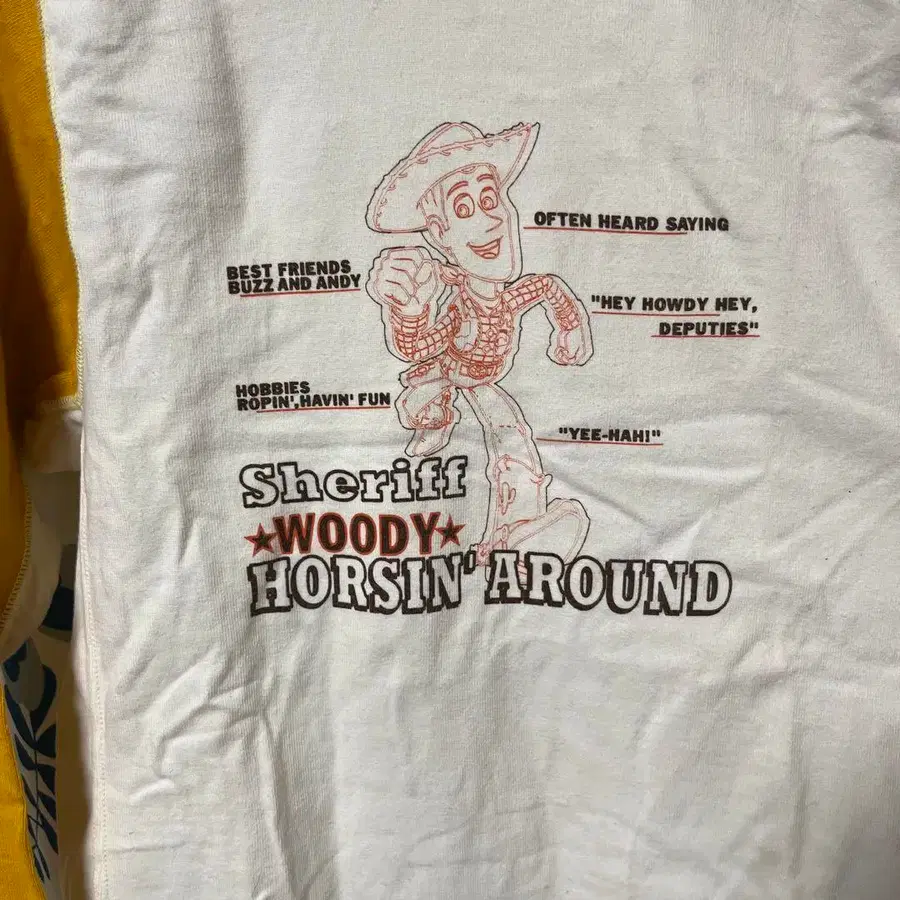 OFTEN HEARD SAYING
BEST FRIENDS
BUZZ AND ANDY
"HEY HOWDY HEY,
DEPUTIES"
HOBBIES
ROPIN', HAVIN' FUN
"YEE-HAH!"
Sheriff
★WOODY★
HORSIN' AROUND